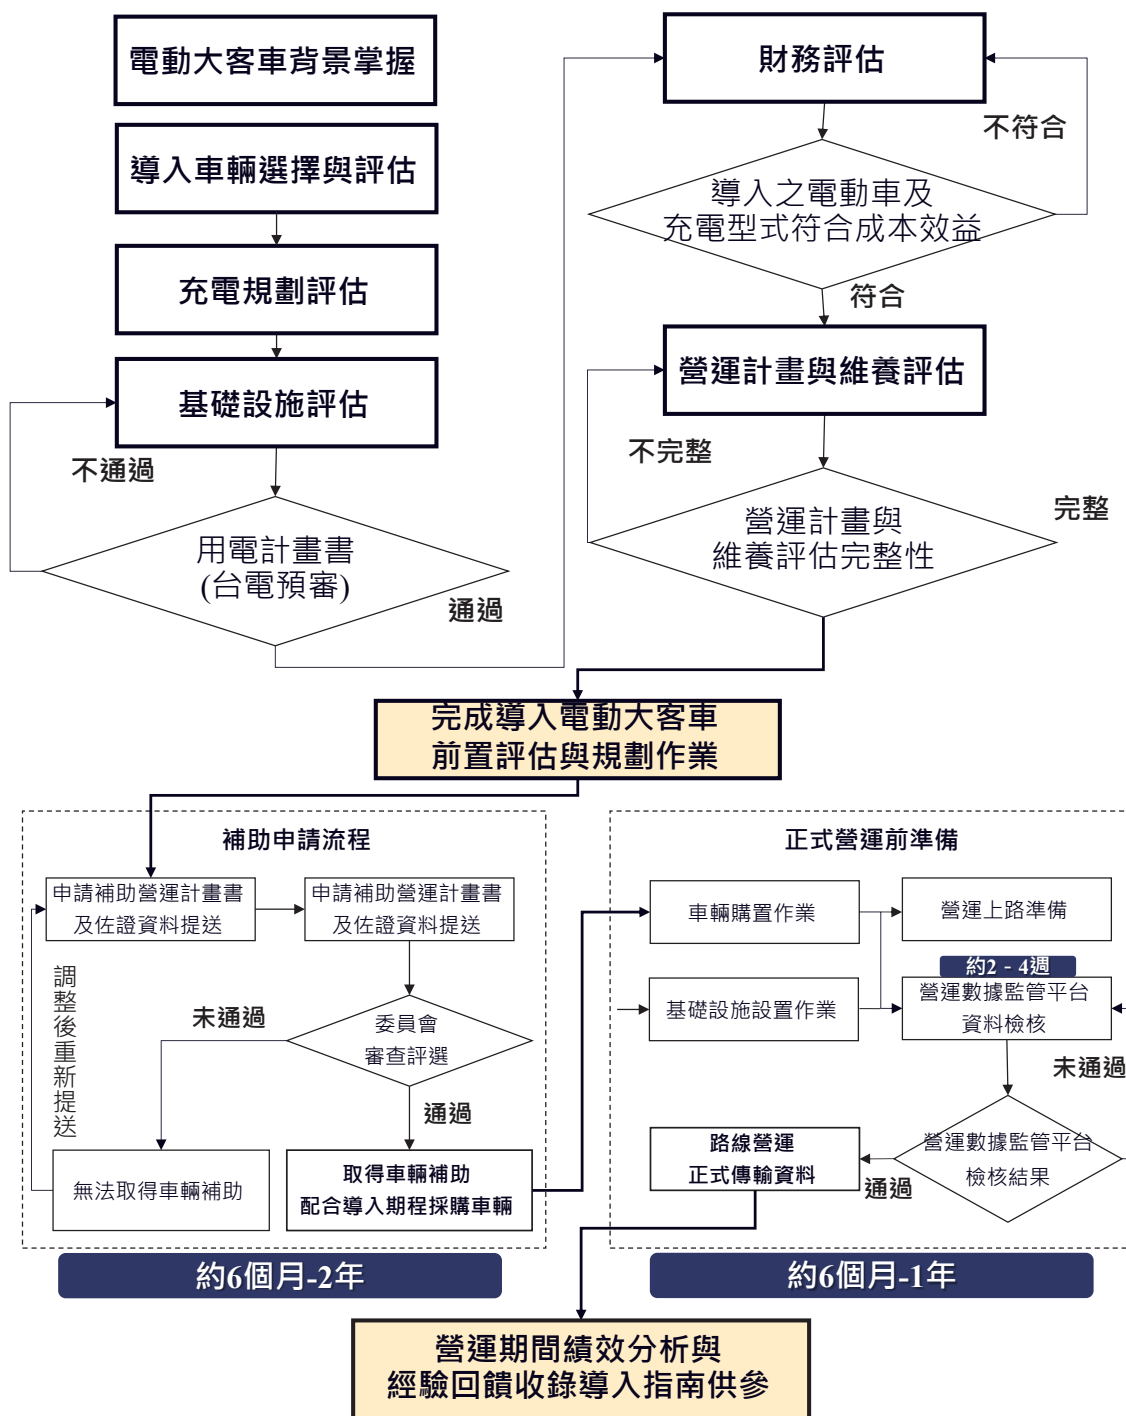 電動大客車背景掌握
導入車輛選擇與評估
充電規劃評估
基礎設施評估
不通過
用電計畫書
(台電預審)
通過
財務評估
不符合
導入之電動車及
充電型式符合成本效益
符合
營運計畫與維養評估
不完整
完整
營運計畫與
維養評估完整性
完成導入電動大客車
前置評估與規劃作業
補助申請流程
申請補助營運計畫書
及佐證資料提送
申請補助營運計畫書
及佐證資料提送
調整後重新提送
未通過
委員會
審查評選
通過
無法取得車輛補助
取得車輛補助
配合導入期程採購車輛
約6個月-2年
正式營運前準備
車輛購置作業
營運上路準備
約2 - 4週
基礎設施設置作業
營運數據監管平台
資料檢核
未通過
路線營運
正式傳輸資料
通過
營運數據監管平台
檢核結果
約6個月-1年
營運期間績效分析與
經驗回饋收錄導入指南供參